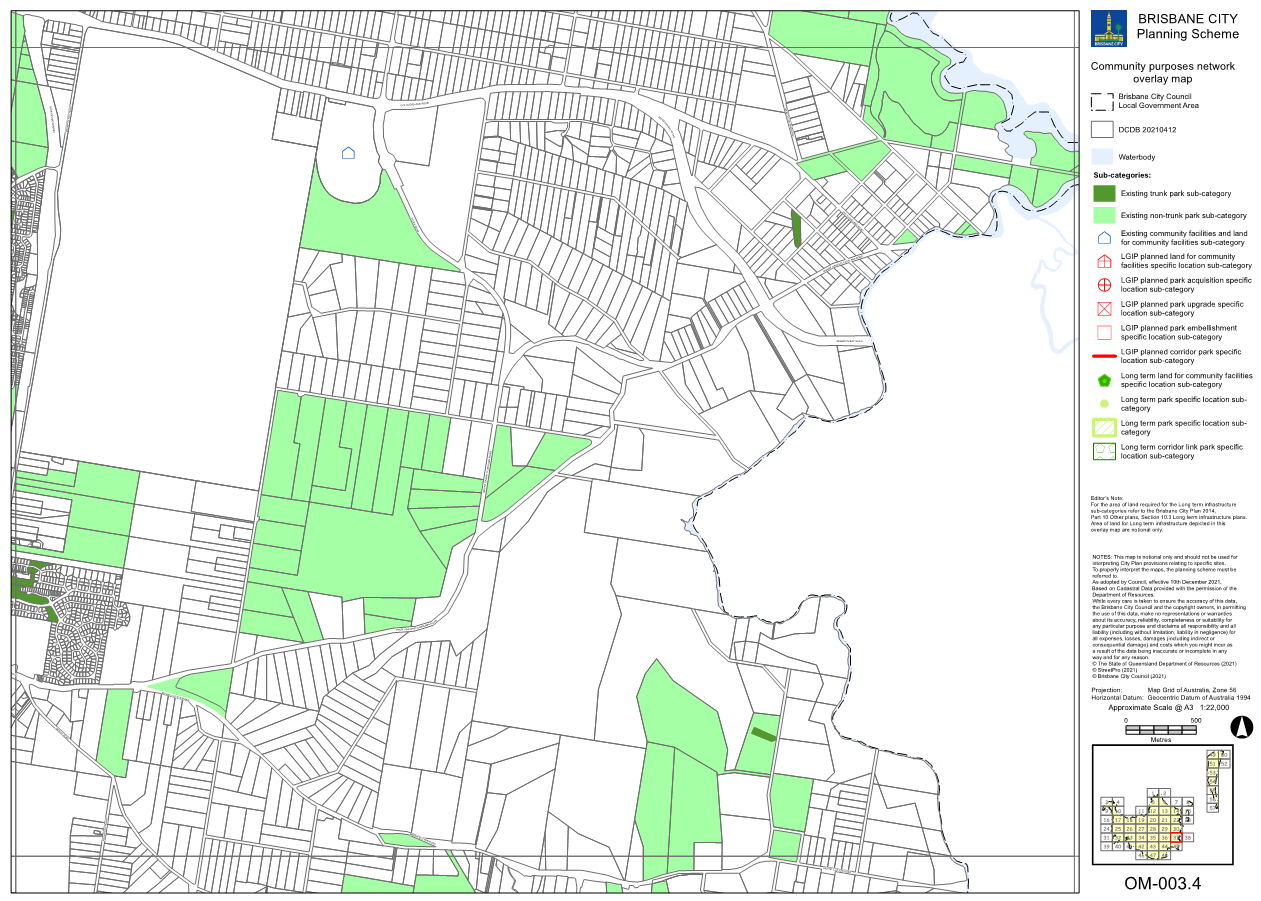 BRISBANE CITY
BRISBANE CITY
Planning Scheme
Community purposes network
overlay map
Brisbane City Council
Local Government Area
DCDB 20210412
Waterbody
Sub-categories:
Existing trunk park sub-category
Existing non-trunk park sub-category
Existing community facilities and land
for community facilities sub-category
LGIP planned land for community
facilities specific location sub-category
LGIP planned park acquisition specific
location sub-category
LGIP planned park upgrade specific
location sub-category
LGIP planned park embellishment
specific location sub-category
LGIP planned corridor park specific
location sub-category
Long term land for community facilities
specific location sub-category
Long term park specific location sub-
category
Long term park specific location sub-
category
Long term corridor link park specific
location sub-category
Editor's Note:
For the area of land required for the Long term infrastructure
sub-categories refer to the Brisbane City Plan 2014,
Part 10 Other plans, Section 10.3 Long term infrastructure plans.
Area of land for Long term infrastructure depicted in this
overlay map are notional only.
NOTES: This map is notional only and should not be used for
interpreting City Plan provisions relating to specific sites.
To properly interpret the maps, the planning scheme must be
referred to.
As adopted by Council, effective 10th December 2021.
Based on Cadastral Data provided with the permission of the
Department of Resources.
While every care is taken to ensure the accuracy of this data,
the Brisbane City Council and the copyright owners, in permitting
the use of this data, make no representations or warranties
about its accuracy, reliability, completeness or suitability for
any particular purpose and disclaims all responsibility and all
liability (including without limitation, liability in negligence) for
all expenses, losses, damages (including indirect or
consequential damage) and costs which you might incur as
a result of the data being inaccurate or incomplete in any
way and for any reason.
© The State of Queensland Department of Resources (2021)
© StreetPro (2021)
© Brisbane City Council (2021)
Projection: Map Grid of Australia, Zone 56
Horizontal Datum: Geocentric Datum of Australia 1994
Approximate Scale @ A3 1:22,000
0 500
Metres
OM-003.4